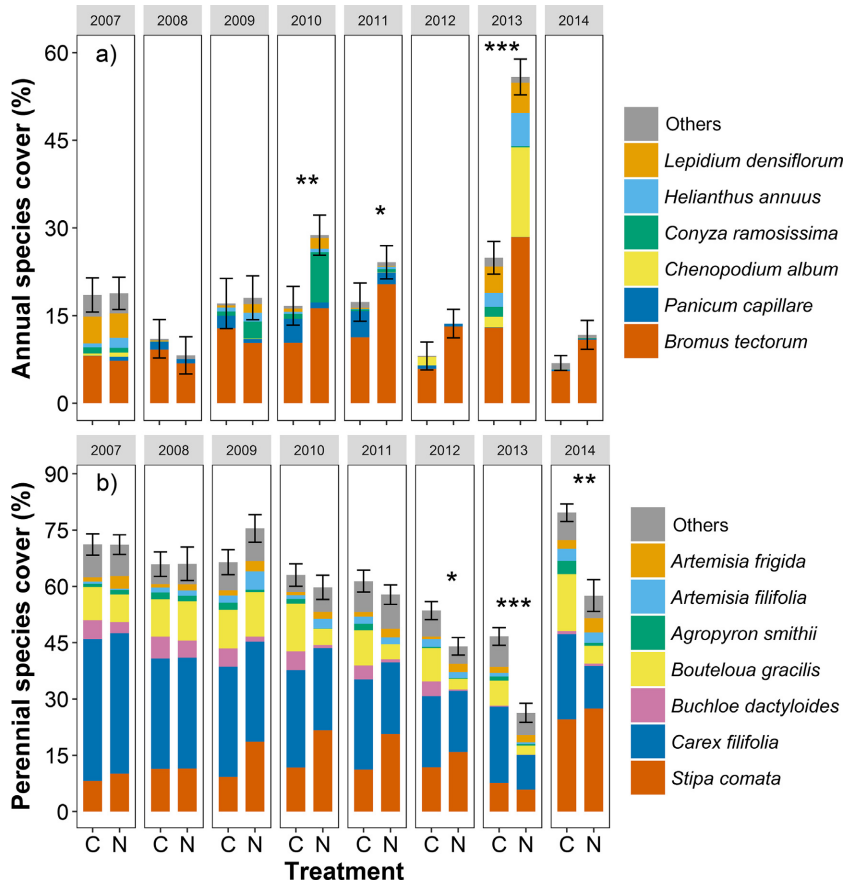 2007 2008 2009 2010 2011 2012 2013 2014
a)
Annual species cover (%)
60
45
30
15
0
**
*
***
Others
Lepidium densiflorum
Helianthus annuus
Conyza ramosissima
Chenopodium album
Panicum capillare
Bromus tectorum
2007 2008 2009 2010 2011 2012 2013 2014
b)
Perennial species cover (%)
90
75
60
45
30
15
0
*
***
**
Others
Artemisia frigida
Artemisia filifolia
Agropyron smithii
Bouteloua gracilis
Buchloe dactyloides
Carex filifolia
Stipa comata
C N C N C N C N C N C N C N C N
Treatment